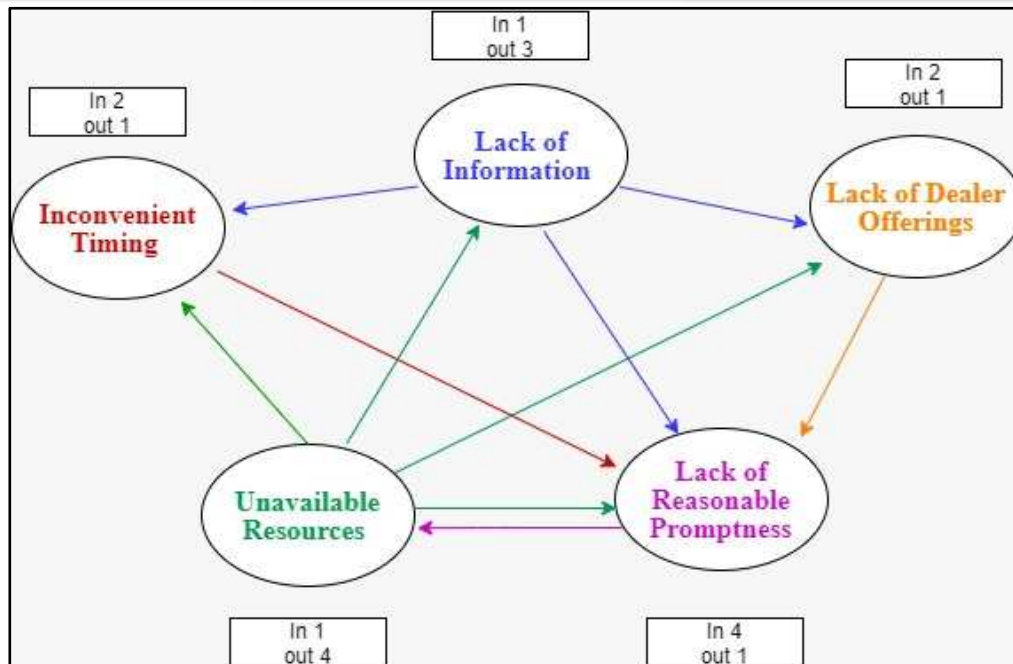 In 1
out 3
In 2
out 1
In 2
out 1
Lack of
Information
Inconvenient
Timing
Lack of Dealer
Offerings
Unavailable
Resources
Lack of
Reasonable
Promptness
In 1
out 4
In 4
out 1